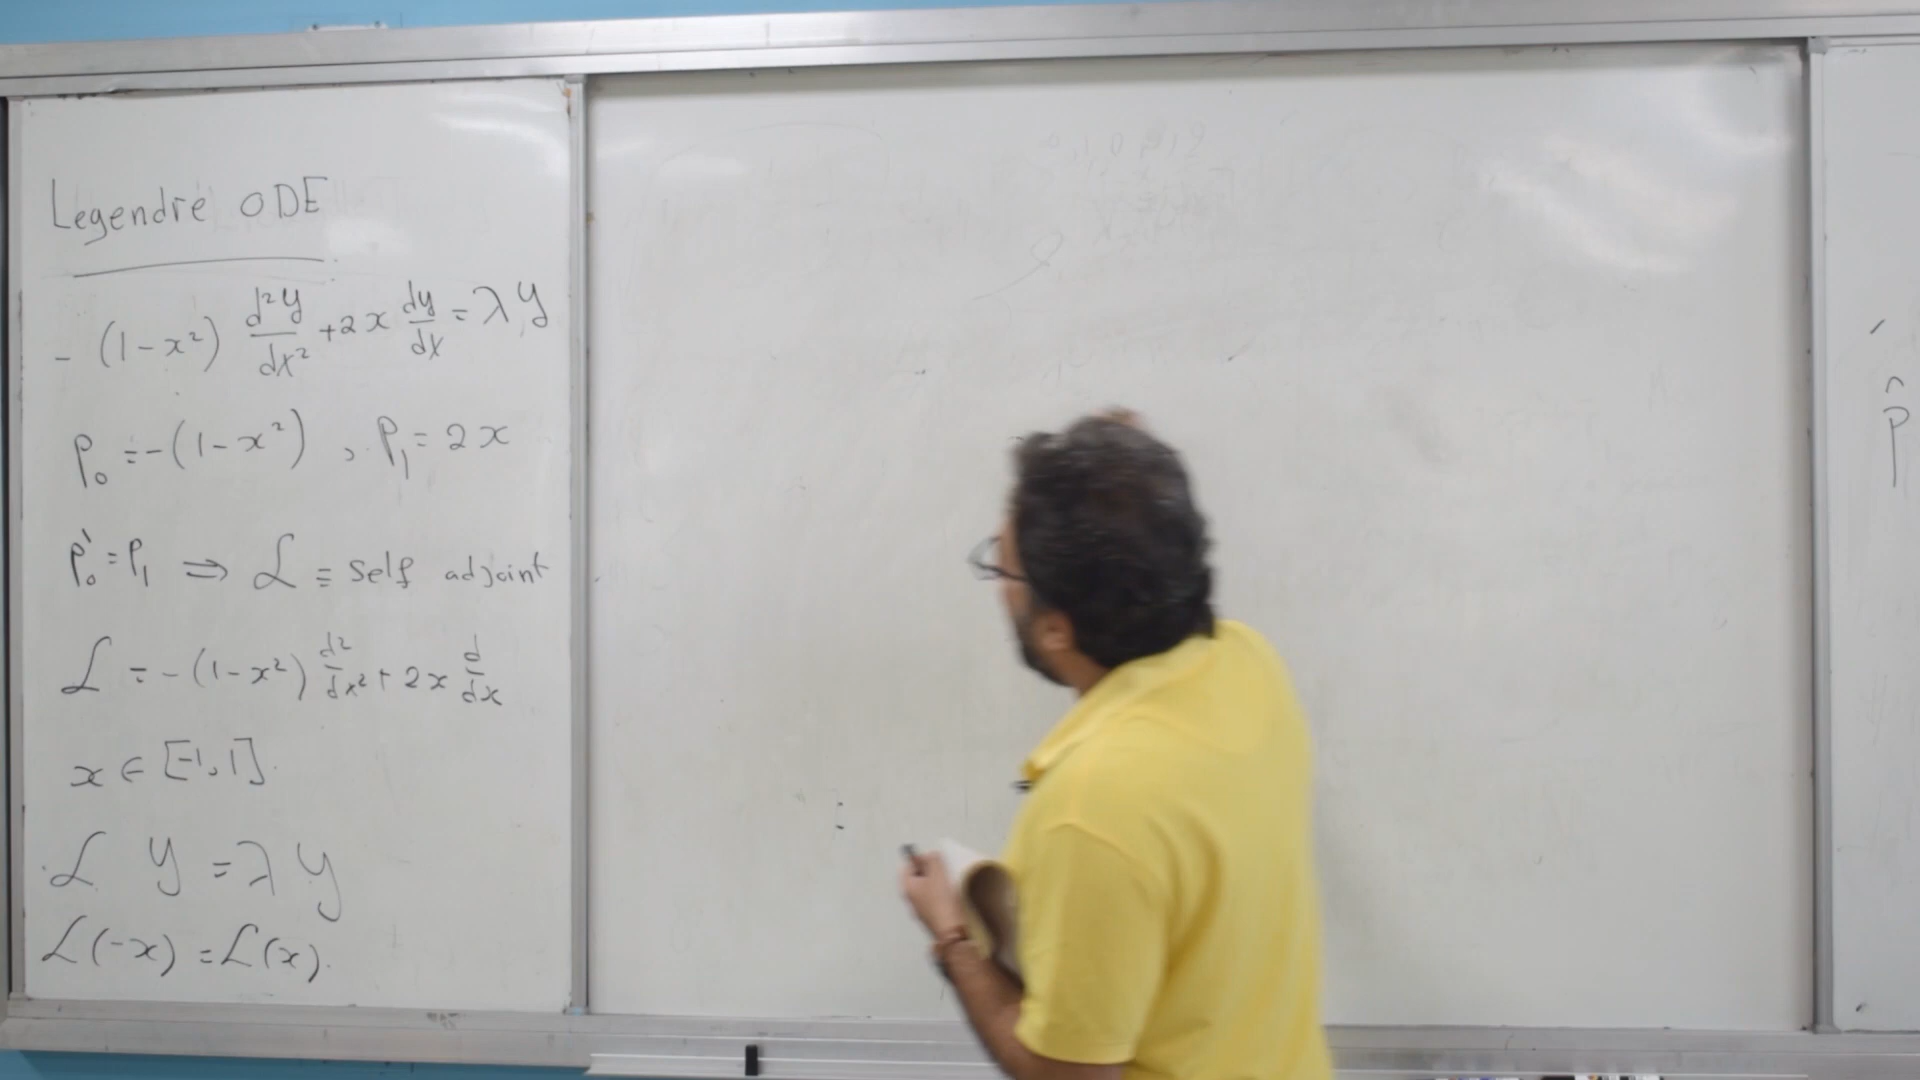 Legendre ODE
- (1-x²) d²y/dx² + 2x dy/dx = λy
p₀ = -(1-x²) , p₁ = 2x
p₀' = p₁ ⇒ ℒ ≡ self adjoint
ℒ = -(1-x²) d²/dx² + 2x d/dx
x ∈ [-1, 1].
ℒ y = λ y
ℒ(-x) = ℒ(x).